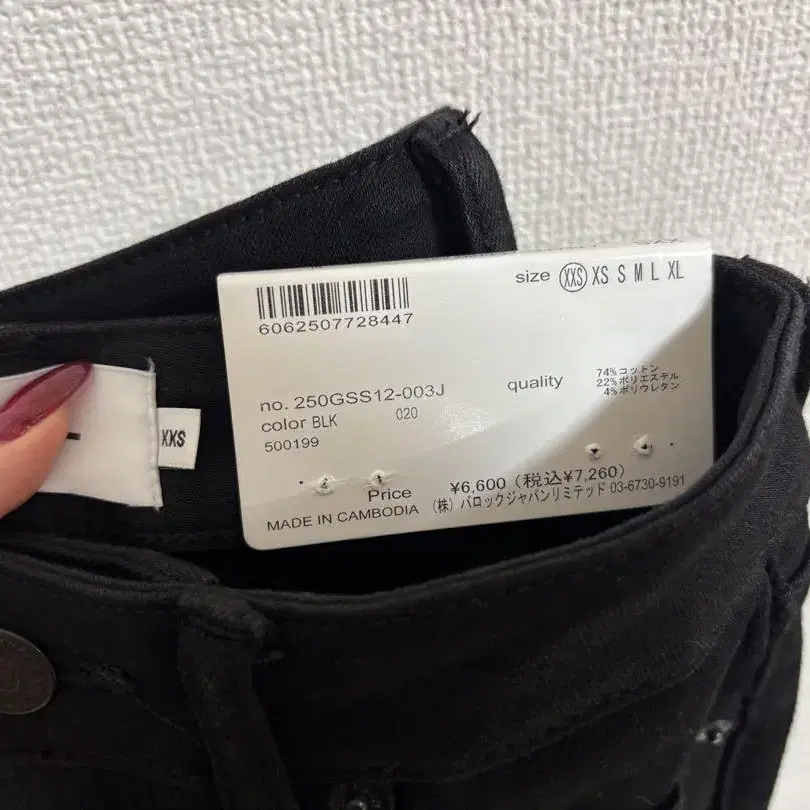 size XXS XS S M L XL
6062507728447
no. 250GSS12-003J
quality
74%コットン
22%ポリエステル
4%ポリウレタン
color BLK 020
500199
Price ¥6,600(税込¥7,260)
MADE IN CAMBODIA (株)バロックジャパンリミテッド 03-6730-9191
XXS